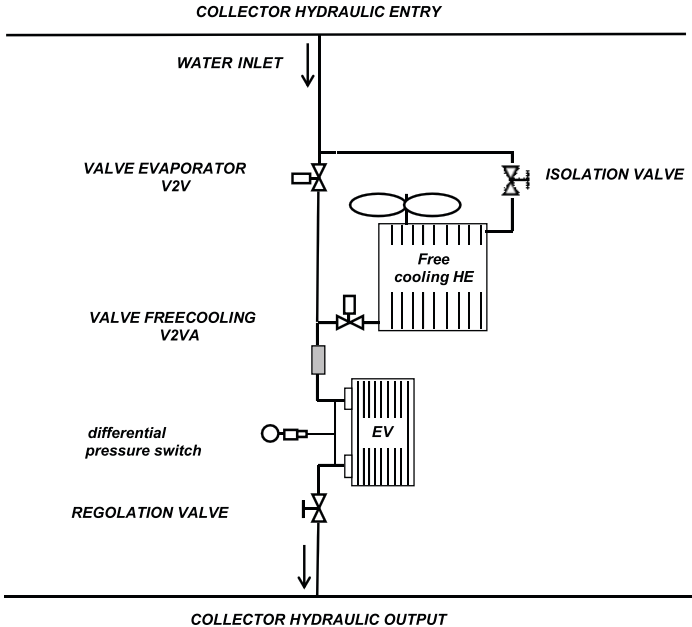 COLLECTOR HYDRAULIC ENTRY
WATER INLET
VALVE EVAPORATOR
V2V
ISOLATION VALVE
Free
cooling HE
VALVE FREECOOLING
V2VA
EV
differential
pressure switch
REGOLATION VALVE
COLLECTOR HYDRAULIC OUTPUT